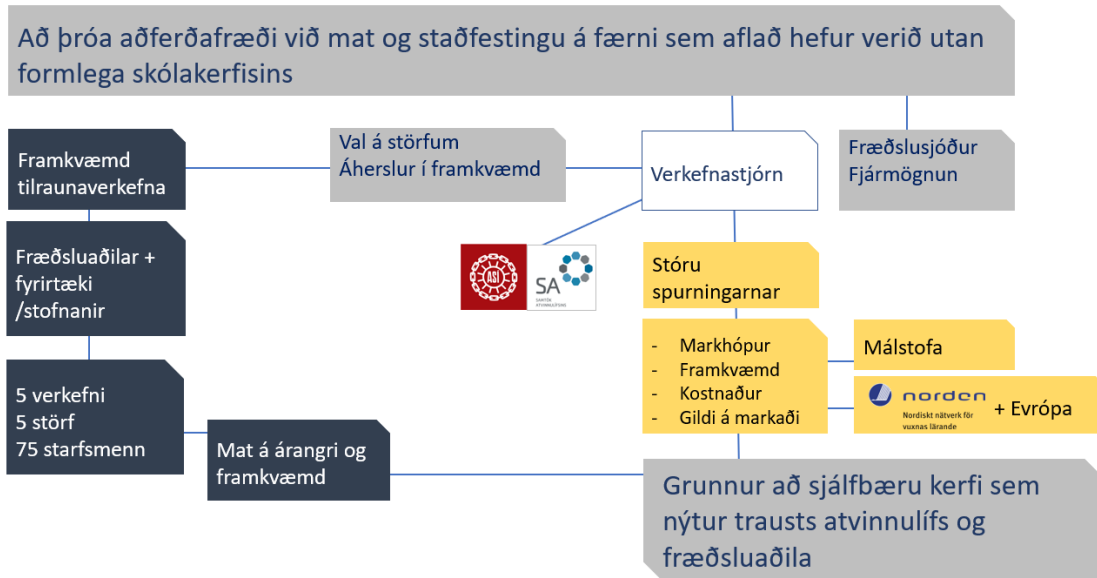 Að þróa aðferðafræði við mat og staðfestingu á færni sem aflað hefur verið utan
formlega skólakerfisins
Framkvæmd
tilraunaverkefna
Val á störfum
Áherslur í framkvæmd
Verkefnastjórn
Fræðslusjóður
Fjármögnun
Fræðsluaðilar +
fyrirtæki
/stofnanir
ASÍ
SA
SAMTÖK
ATVINNULÍFSINS
Stóru
spurningarnar
- Markhópur
- Framkvæmd
- Kostnaður
- Gildi á markaði
Málstofa
norden
Nordiskt nätverk för
vuxnas lärande
+ Evrópa
5 verkefni
5 störf
75 starfsmenn
Mat á árangri og
framkvæmd
Grunnur að sjálfbæru kerfi sem
nýtur trausts atvinnulífs og
fræðsluaðila